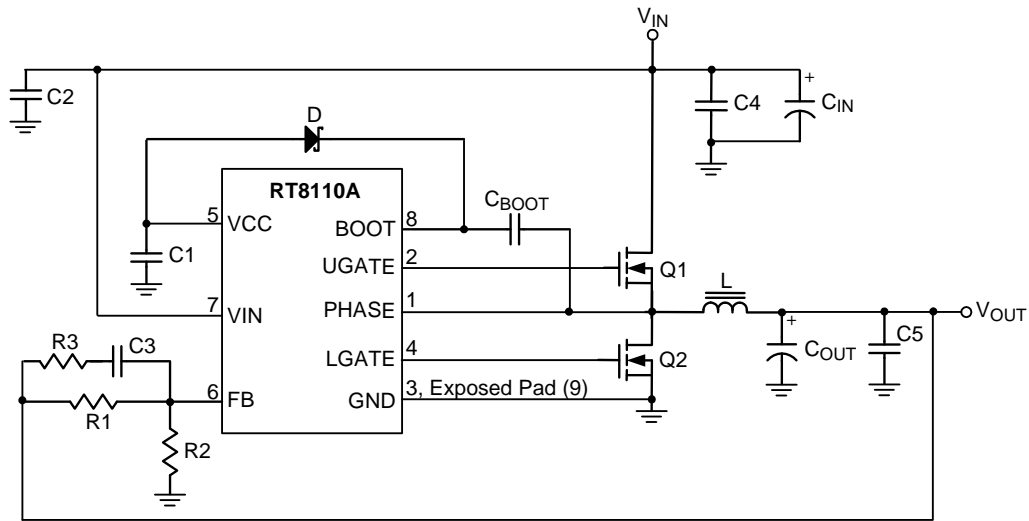 V_IN
C2
C4
+
C_IN
D
RT8110A
C_BOOT
5
VCC
BOOT
8
C1
UGATE
2
Q1
L
7
VIN
PHASE
1
V_OUT
R3
C3
LGATE
4
Q2
+
C_OUT
C5
6
FB
GND
3, Exposed Pad (9)
R1
R2